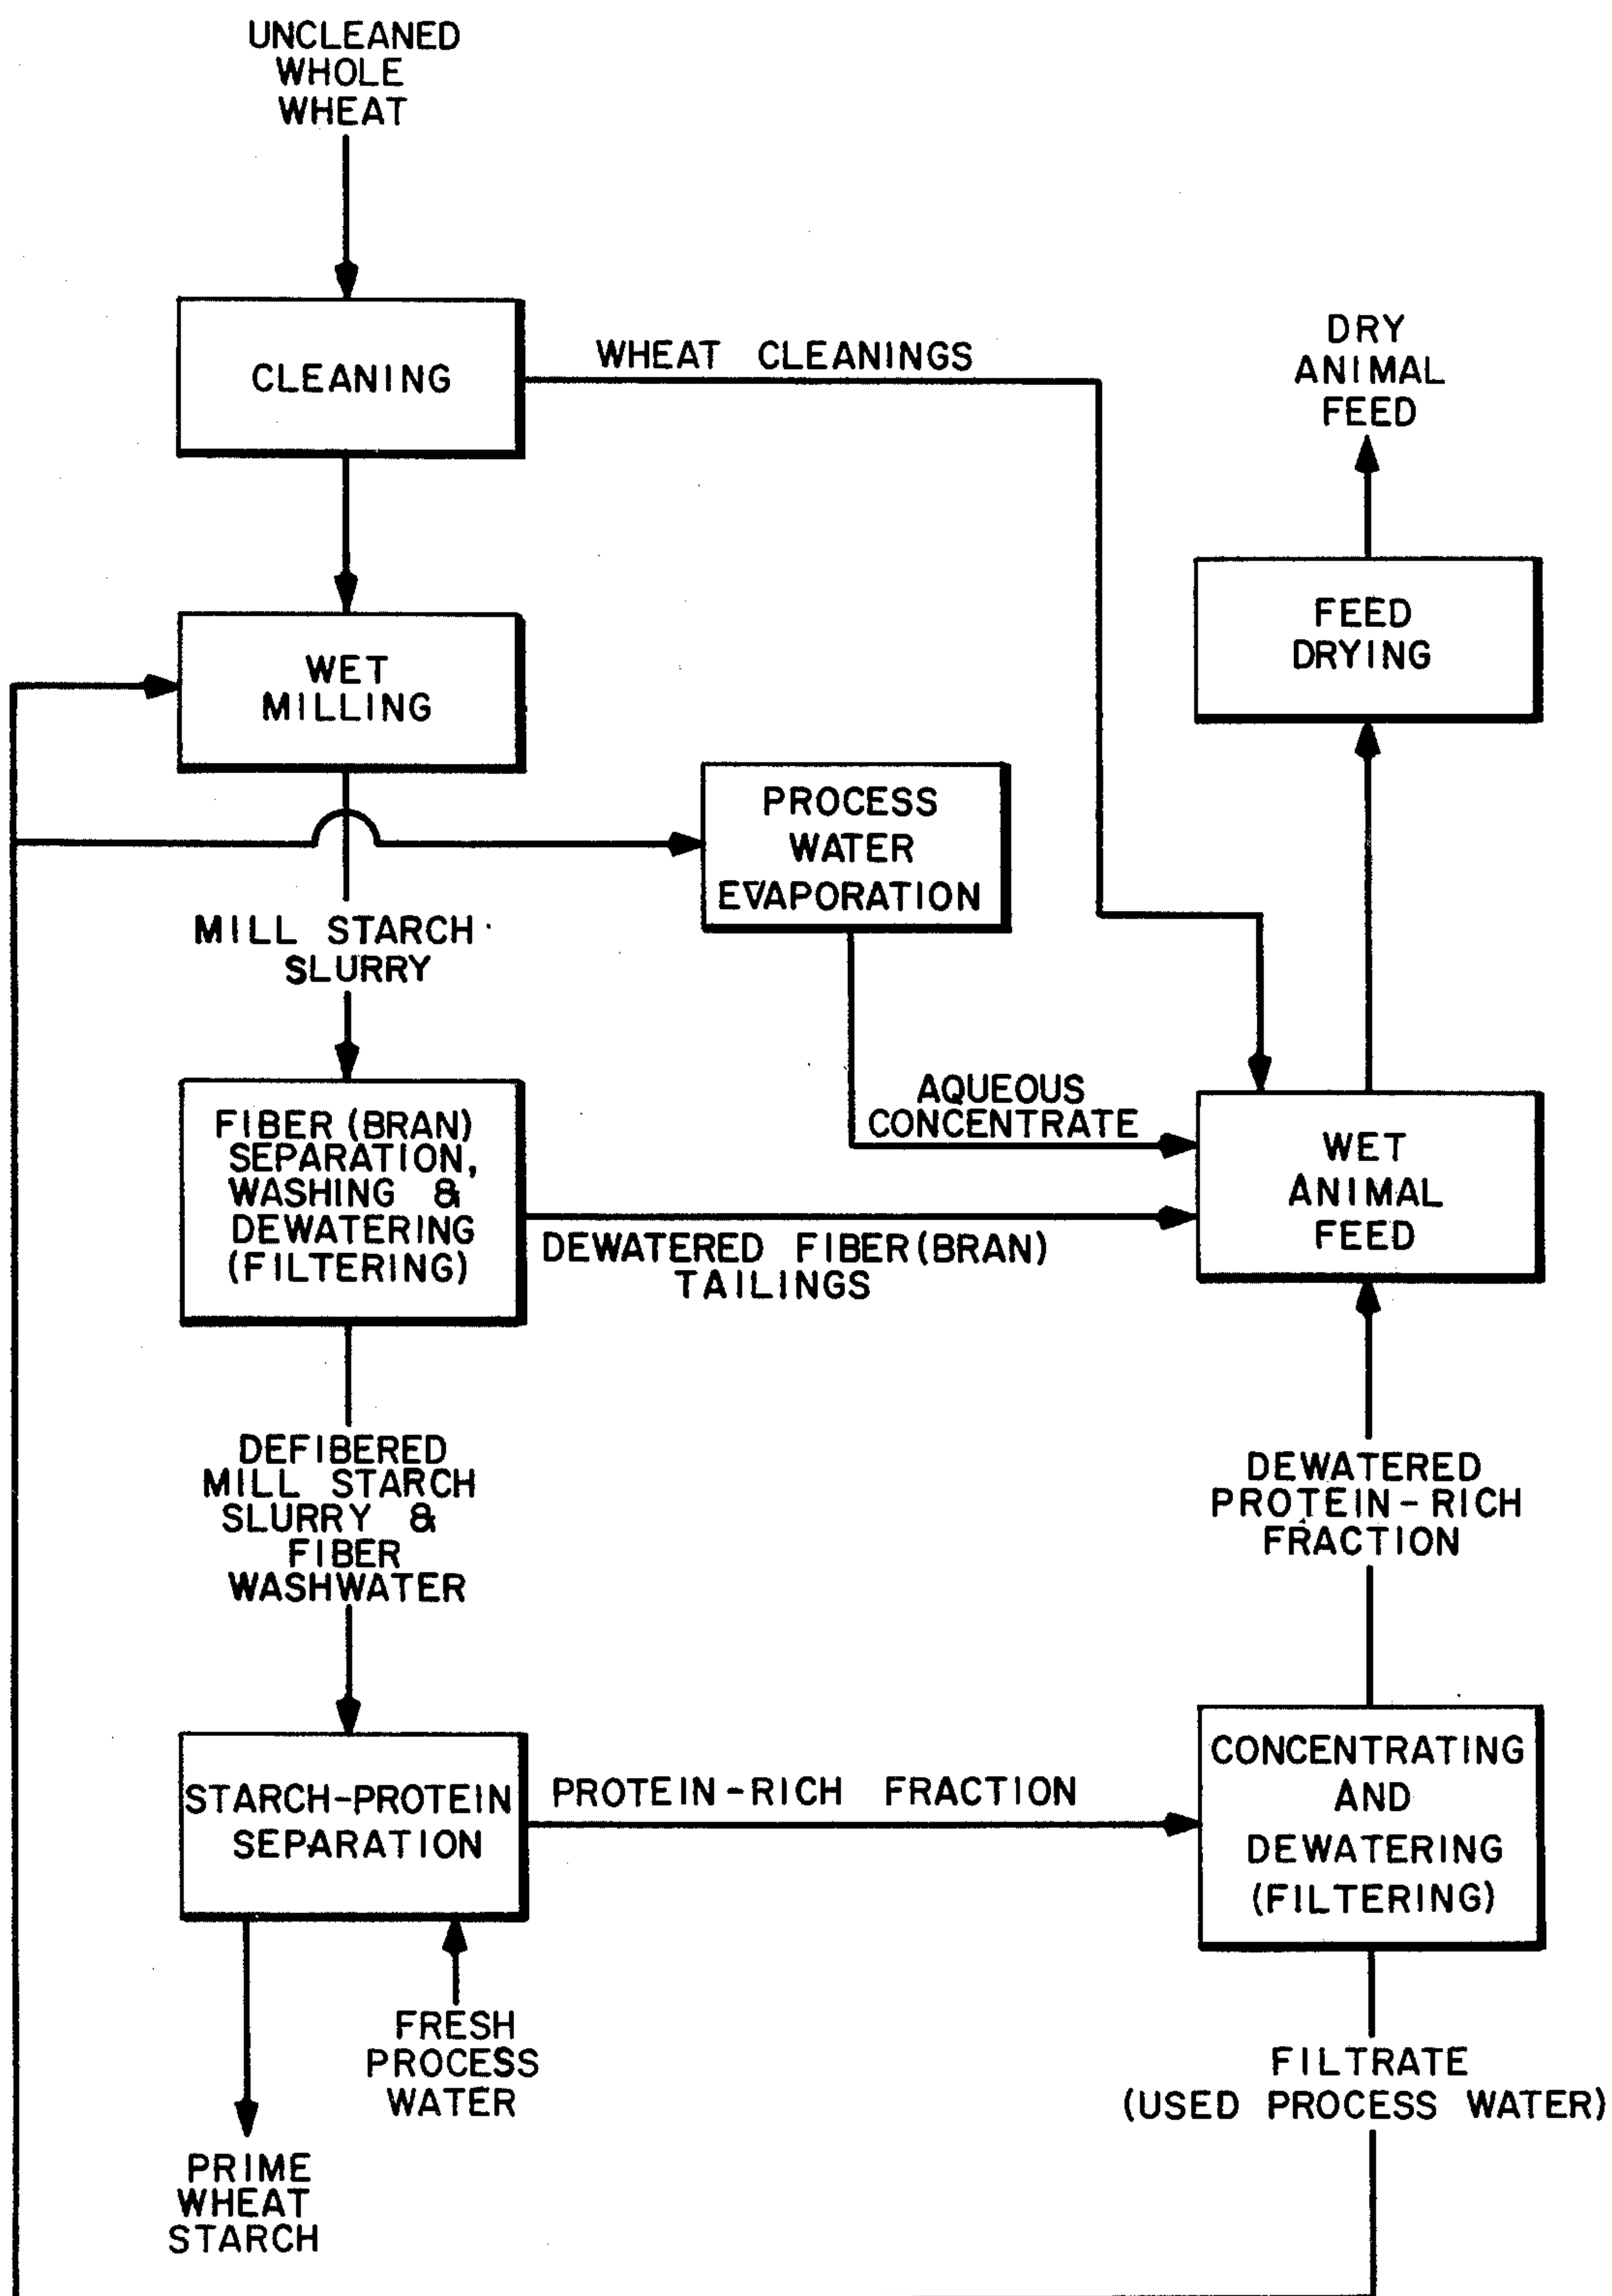 UNCLEANED
WHOLE
WHEAT
CLEANING
WHEAT CLEANINGS
DRY
ANIMAL
FEED
WET
MILLING
FEED
DRYING
PROCESS
WATER
EVAPORATION
MILL STARCH
SLURRY
FIBER (BRAN)
SEPARATION,
WASHING &
DEWATERING
(FILTERING)
AQUEOUS
CONCENTRATE
DEWATERED FIBER (BRAN)
TAILINGS
WET
ANIMAL
FEED
DEFIBERED
MILL STARCH
SLURRY &
FIBER
WASHWATER
DEWATERED
PROTEIN-RICH
FRACTION
STARCH-PROTEIN
SEPARATION
PROTEIN-RICH FRACTION
CONCENTRATING
AND
DEWATERING
(FILTERING)
FRESH
PROCESS
WATER
FILTRATE
(USED PROCESS WATER)
PRIME
WHEAT
STARCH